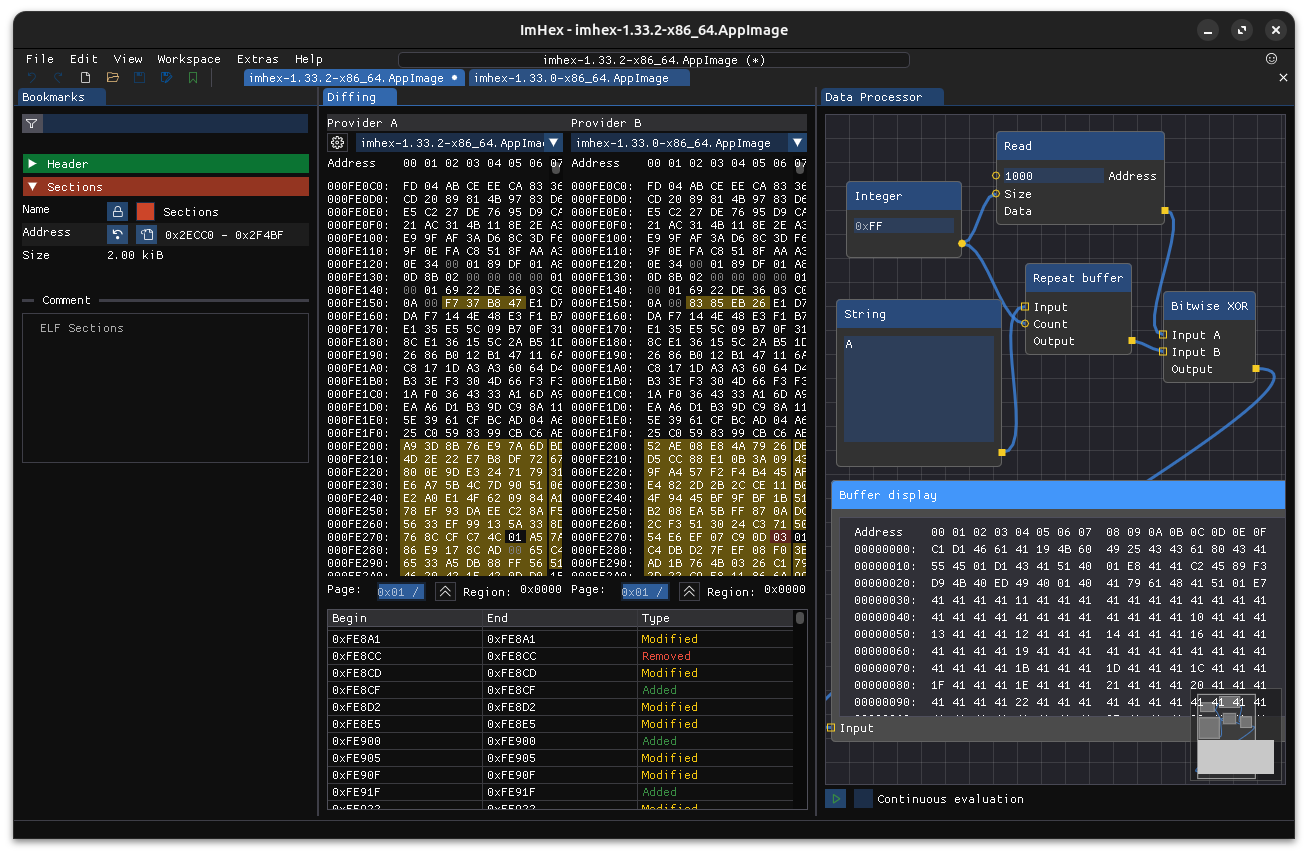 ImHex - imhex-1.33.2-x86_64.AppImage
File Edit View Workspace Extras Help
imhex-1.33.2-x86_64.AppImage (*)
imhex-1.33.2-x86_64.AppImage
imhex-1.33.0-x86_64.AppImage
Bookmarks
Header
Sections
Name Sections
Address 0x2ECC0 - 0x2F4BF
Size 2.00 kiB
Comment
ELF Sections
Diffing
Provider A Provider B
imhex-1.33.2-x86_64.AppIma imhex-1.33.0-x86_64.AppImage
Address 00 01 02 03 04 05 06 07 Address 00 01 02 03 04 05 06 07
000FE0C0: FD 04 AB CE EE CA 83 36 000FE0C0: FD 04 AB CE EE CA 83 36
000FE0D0: CD 20 89 81 4B 97 83 D6 000FE0D0: CD 20 89 81 4B 97 83 D6
000FE0E0: E5 C2 27 DE 76 95 D9 CA 000FE0E0: E5 C2 27 DE 76 95 D9 CA
000FE0F0: 21 AC 31 4B 11 8E 2E A3 000FE0F0: 21 AC 31 4B 11 8E 2E A3
000FE100: E9 9F AF 3A D6 8C 3D F6 000FE100: E9 9F AF 3A D6 8C 3D F6
000FE110: 9F 0E FA C8 51 8F AA A3 000FE110: 9F 0E FA C8 51 8F AA A3
000FE120: 0E 34 00 01 89 DF 01 A8 000FE120: 0E 34 00 01 89 DF 01 A8
000FE130: 0D 8B 02 00 00 00 00 01 000FE130: 0D 8B 02 00 00 00 00 01
000FE140: 00 01 69 22 DE 36 03 CE 000FE140: 00 01 69 22 DE 36 03 CE
000FE150: 0A 00 F7 37 B8 47 E1 D7 000FE150: 0A 00 83 85 EB 26 E1 D7
000FE160: DA F7 14 4E 48 E3 F1 B7 000FE160: DA F7 14 4E 48 E3 F1 B7
000FE170: E1 35 E5 5C 09 B7 0F 31 000FE170: E1 35 E5 5C 09 B7 0F 31
000FE180: 8C E1 36 15 5C 2A B5 1D 000FE180: 8C E1 36 15 5C 2A B5 1D
000FE190: 26 86 B0 12 B1 47 11 6A 000FE190: 26 86 B0 12 B1 47 11 6A
000FE1A0: C8 17 1D A3 A3 60 64 D4 000FE1A0: C8 17 1D A3 A3 60 64 D4
000FE1B0: B3 3E F3 30 4D 66 F3 F3 000FE1B0: B3 3E F3 30 4D 66 F3 F3
000FE1C0: 1A F0 36 43 33 A1 6D A9 000FE1C0: 1A F0 36 43 33 A1 6D A9
000FE1D0: EA A6 D1 B3 9D C9 8A 11 000FE1D0: EA A6 D1 B3 9D C9 8A 11
000FE1E0: 5E 39 61 CF BC AD 04 A6 000FE1E0: 5E 39 61 CF BC AD 04 A6
000FE1F0: 25 C0 59 83 99 CB C6 AE 000FE1F0: 25 C0 59 83 99 CB C6 AE
000FE200: A9 3D 8B 76 E9 7A 6D BD 000FE200: 52 AE 08 E8 4A 79 26 DE
000FE210: 4D 2E 22 E7 B8 DF 72 67 000FE210: D5 CC 88 E1 0B 3A 09 43
000FE220: 80 0E 9D E3 24 71 79 31 000FE220: 9F A4 57 F2 F4 B4 45 AF
000FE230: E6 A7 5B 4C 7D 90 51 06 000FE230: E4 82 2D 2B 2C CE 11 B0
000FE240: E2 A0 E1 4F 62 09 84 A1 000FE240: 4F 94 45 BF 9F BF 1B 51
000FE250: 78 EF 93 DA EE C2 8A F5 000FE250: B2 08 EA 5B FF 87 0A DC
000FE260: 56 33 EF 99 13 5A 33 8D 000FE260: 2C F3 51 30 24 C3 71 50
000FE270: 76 8C CF C7 4C 01 A5 7A 000FE270: 54 E6 EF 07 C9 0D 03 01
000FE280: 86 E9 17 8C AD 00 65 C4 000FE280: C4 DB D2 7F EF 08 F0 3E
000FE290: 65 33 A5 DB 88 FF 56 51 000FE290: AD 1B 76 4B 03 26 C1 79
Page: 0x01 / Region: 0x0000 Page: 0x01 / Region: 0x0000
Begin End Type
0xFE8A1 0xFE8A1 Modified
0xFE8CC 0xFE8CC Removed
0xFE8CD 0xFE8CD Modified
0xFE8CF 0xFE8CF Added
0xFE8D2 0xFE8D2 Modified
0xFE8E5 0xFE8E5 Modified
0xFE900 0xFE900 Added
0xFE905 0xFE905 Modified
0xFE90F 0xFE90F Modified
0xFE91F 0xFE91F Added
0xFE922 0xFE922 Modified
Data Processor
Read
1000 Address
Size
Data
Integer
0xFF
Repeat buffer
Input
Count
Output
String
A
Bitwise XOR
Input A
Input B
Output
Buffer display
Address 00 01 02 03 04 05 06 07 08 09 0A 0B 0C 0D 0E 0F
00000000: C1 D1 46 61 41 19 4B 60 49 25 43 43 61 80 43 41
00000010: 55 45 01 D1 43 41 51 40 01 E8 41 41 C2 45 89 F3
00000020: D9 4B 40 ED 49 40 01 40 41 79 61 48 41 51 01 E7
00000030: 41 41 41 41 11 41 41 41 41 41 41 41 41 41 41 41
00000040: 41 41 41 41 41 41 41 41 41 41 41 41 10 41 41 41
00000050: 13 41 41 41 12 41 41 41 14 41 41 41 16 41 41 41
00000060: 41 41 41 41 19 41 41 41 41 41 41 41 41 41 41 41
00000070: 41 41 41 41 1B 41 41 41 1D 41 41 41 1C 41 41 41
00000080: 1F 41 41 41 1E 41 41 41 21 41 41 41 20 41 41 41
00000090: 41 41 41 41 22 41 41 41 41 41 41 41 41 41 41 41
Input
Continuous evaluation